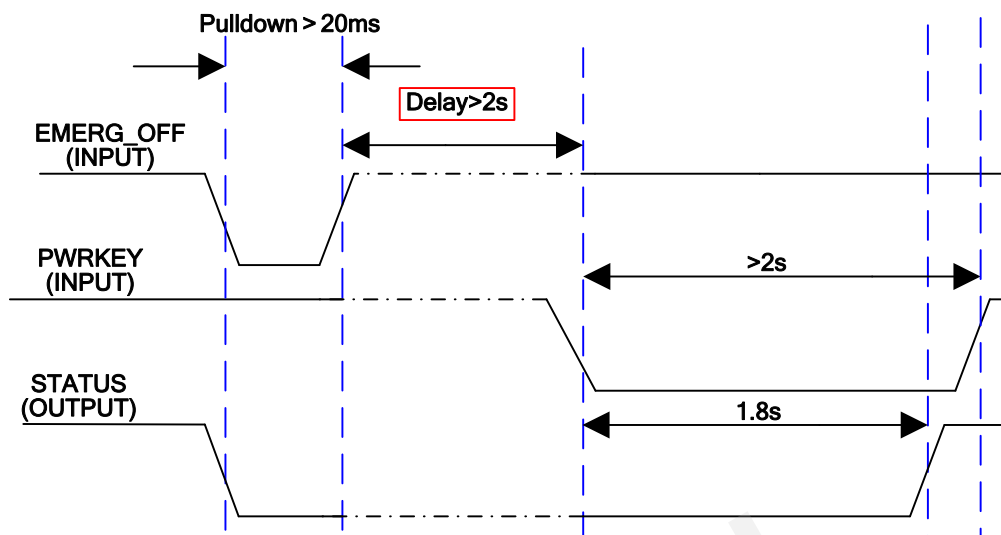 Pulldown > 20ms
Delay>2s
EMERG_OFF
(INPUT)
PWRKEY
(INPUT)
>2s
STATUS
(OUTPUT)
1.8s